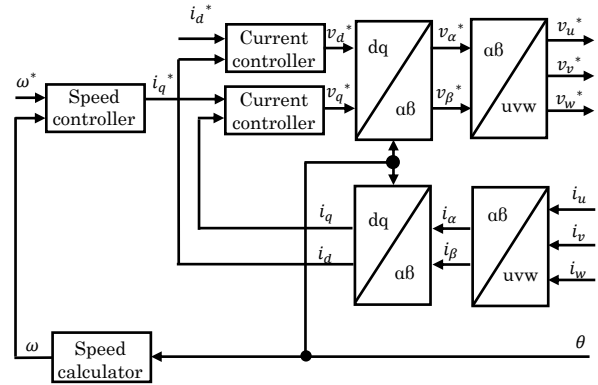 i_d^*
Current
controller
v_d^*
dq
αβ
v_α^*
αβ
uvw
v_u^*
v_v^*
v_w^*
ω^*
Speed
controller
i_q^*
Current
controller
v_q^*
v_β^*
i_q
i_d
dq
αβ
i_α
i_β
αβ
uvw
i_u
i_v
i_w
ω
Speed
calculator
θ